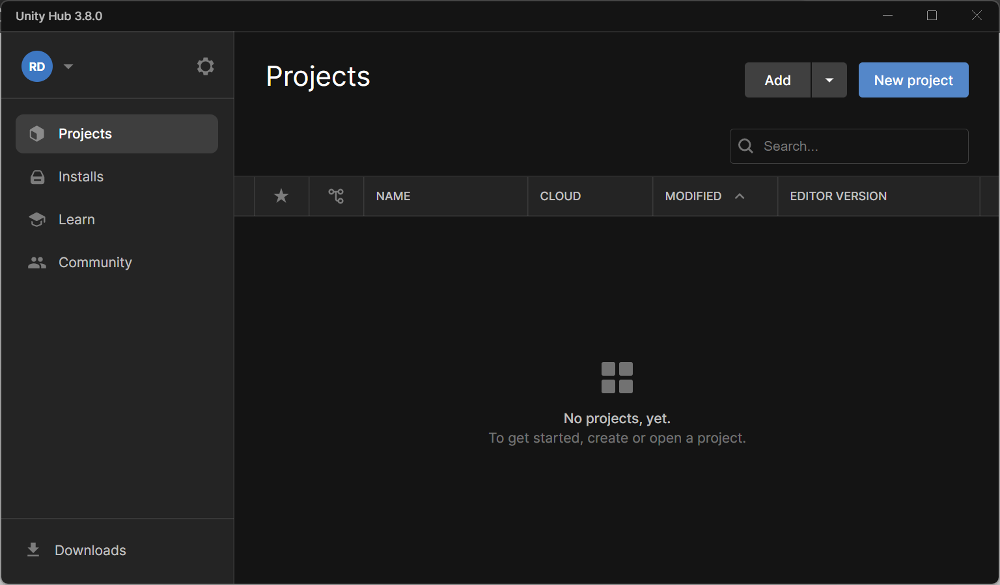 Unity Hub 3.8.0
RD
Projects
Installs
Learn
Community
Downloads
Projects
Add
New project
Search...
NAME CLOUD MODIFIED EDITOR VERSION
No projects, yet.
To get started, create or open a project.